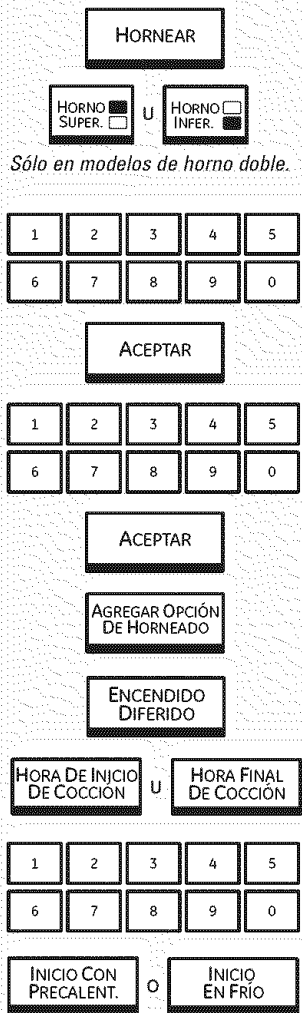 HORNEAR
HORNO SUPER. U HORNO INFER.
Sólo en modelos de horno doble.
1 2 3 4 5
6 7 8 9 0
ACEPTAR
1 2 3 4 5
6 7 8 9 0
ACEPTAR
AGREGAR OPCIÓN
DE HORNEADO
ENCENDIDO
DIFERIDO
HORA DE INICIO DE COCCIÓN U HORA FINAL DE COCCIÓN
1 2 3 4 5
6 7 8 9 0
INICIO CON PRECALENT. O INICIO EN FRÍO